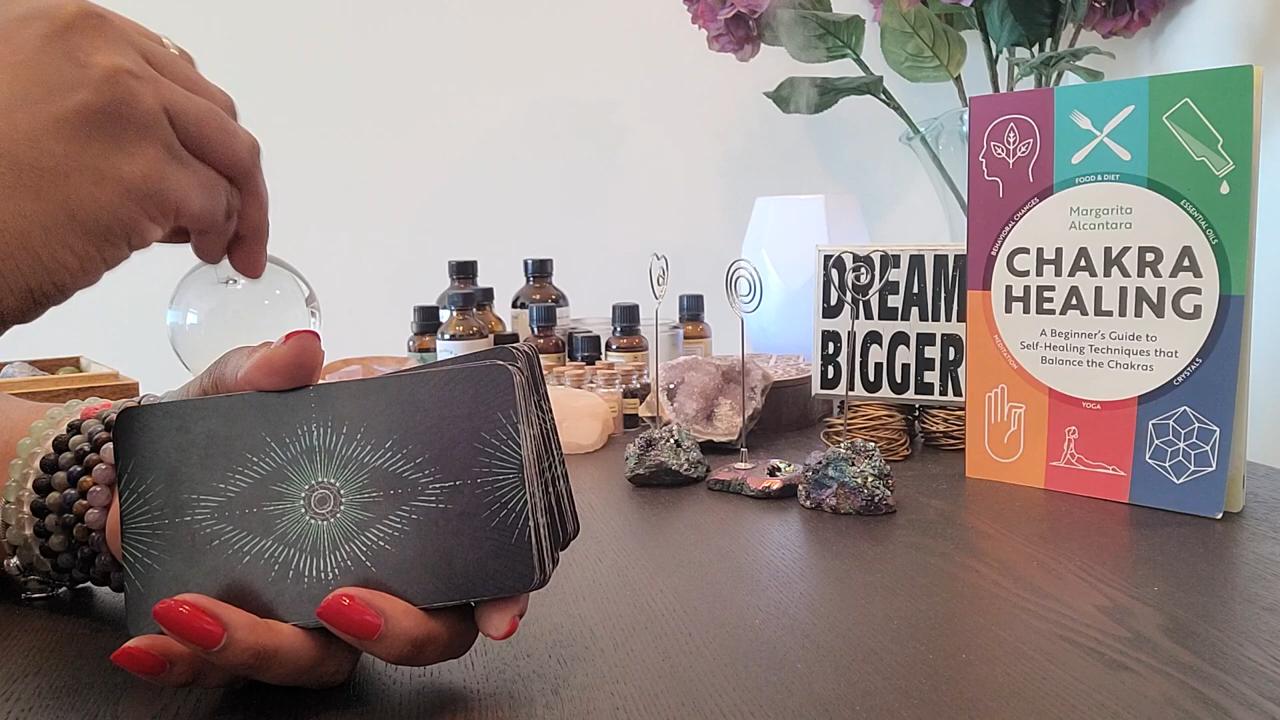 DREAM
BIGGER
FOOD & DIET
BEHAVIORAL CHANGES
ESSENTIAL OILS
Margarita
Alcantara
CHAKRA
HEALING
A Beginner's Guide to
Self-Healing Techniques that
Balance the Chakras
MEDITATION
CRYSTALS
YOGA